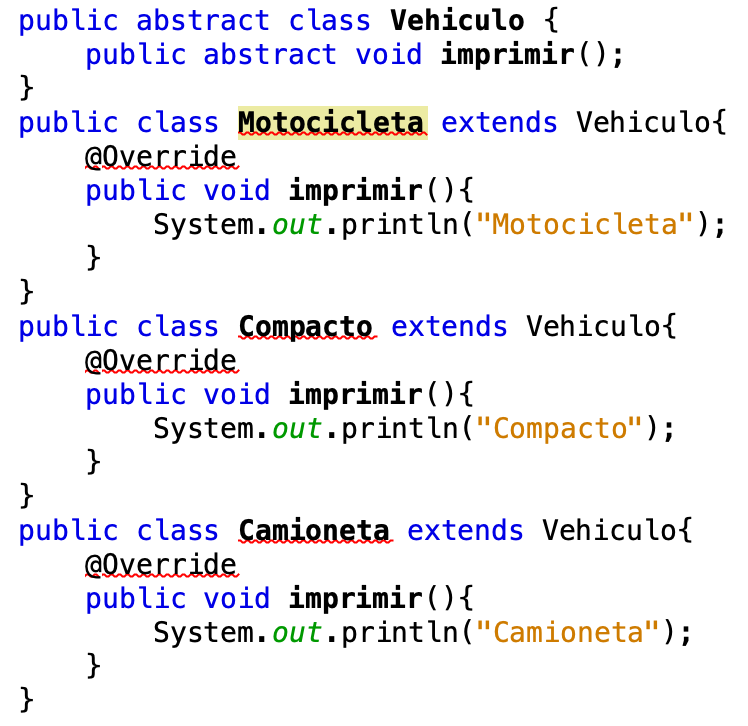 public abstract class Vehiculo {
    public abstract void imprimir();
}
public class Motocicleta extends Vehiculo{
    @Override
    public void imprimir(){
        System.out.println("Motocicleta");
    }
}
public class Compacto extends Vehiculo{
    @Override
    public void imprimir(){
        System.out.println("Compacto");
    }
}
public class Camioneta extends Vehiculo{
    @Override
    public void imprimir(){
        System.out.println("Camioneta");
    }
}